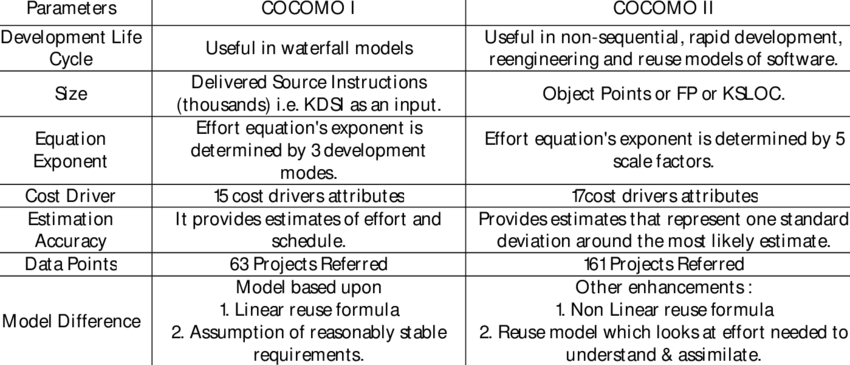 Parameters COCOMO I COCOMO II
Development Life Cycle
Useful in waterfall models
Useful in non-sequential, rapid development,
reengineering and reuse models of software.
Size
Delivered Source Instructions
(thousands) i.e. KDSI as an input.
Object Points or FP or KSLOC.
Equation
Exponent
Effort equation's exponent is
determined by 3 development
modes.
Effort equation's exponent is determined by 5
scale factors.
Cost Driver 15 cost drivers attributes 17cost drivers attributes
Estimation
Accuracy
It provides estimates of effort and
schedule.
Provides estimates that represent one standard
deviation around the most likely estimate.
Data Points 63 Projects Referred 161 Projects Referred
Model Difference
Model based upon
1. Linear reuse formula
2. Assumption of reasonably stable
requirements.
Other enhancements :
1. Non Linear reuse formula
2. Reuse model which looks at effort needed to
understand & assimilate.